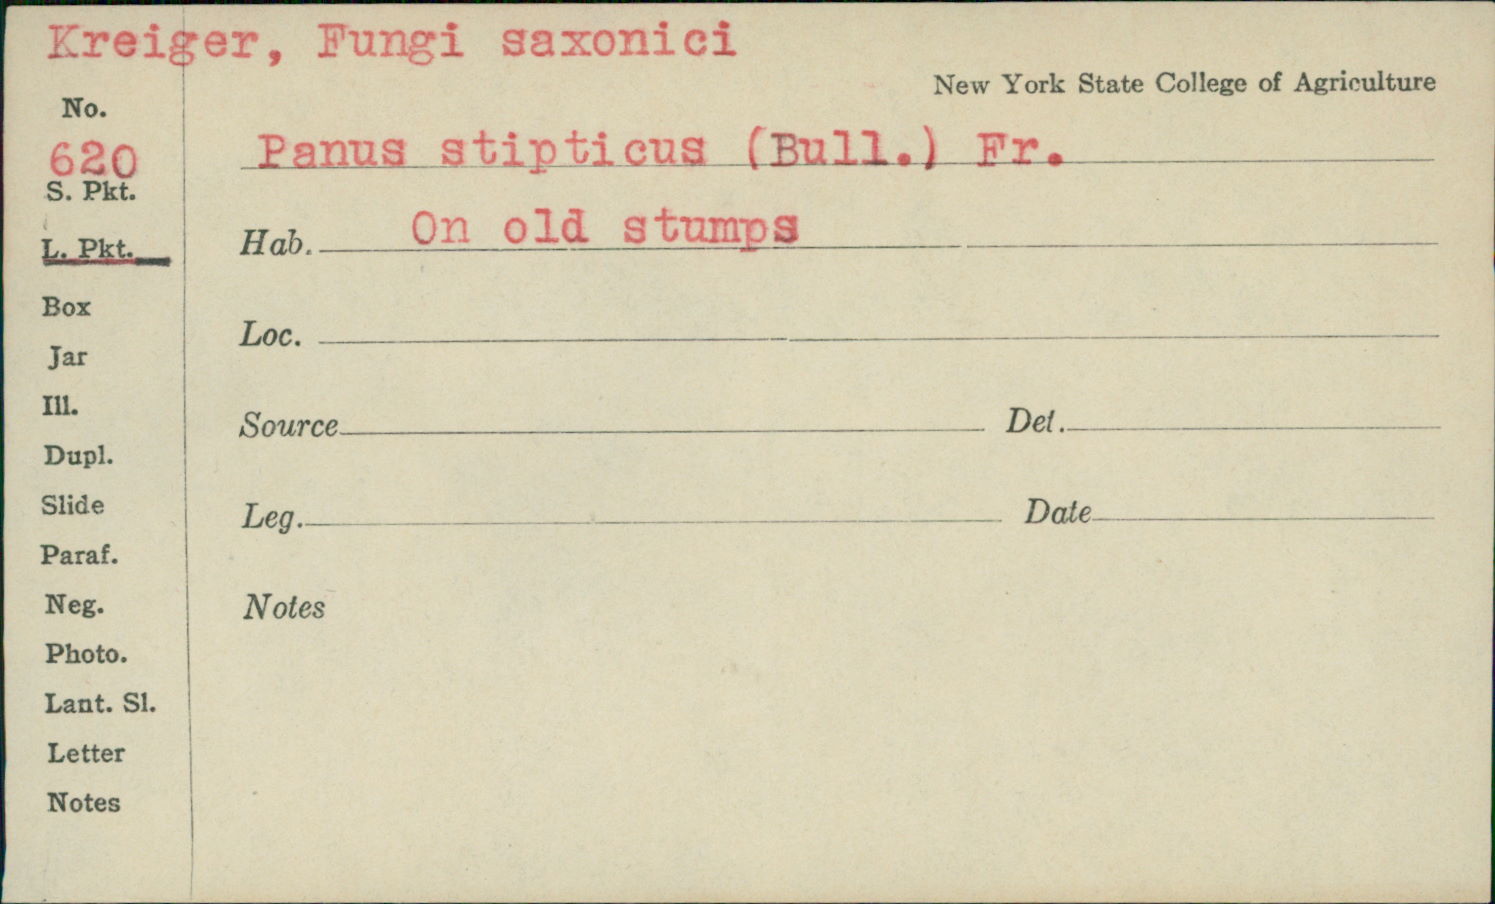 Kreiger, Fungi saxonici
New York State College of Agriculture
No.
620
Panus stipticus (Bull.) Fr.
S. Pkt.
Hab. On old stumps
L. Pkt.
Box
Loc.
Jar
Ill.
Source Det.
Dupl.
Slide
Leg. Date
Paraf.
Neg.
Notes
Photo.
Lant. Sl.
Letter
Notes